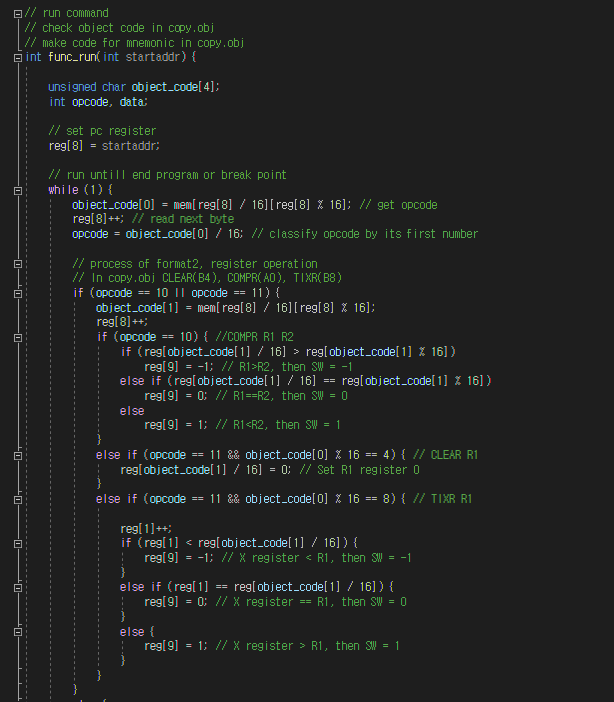 // run command
// check object code in copy.obj
// make code for mnemonic in copy.obj
int func_run(int startaddr) {
unsigned char object_code[4];
int opcode, data;
// set pc register
reg[8] = startaddr;
// run untill end program or break point
while (1) {
object_code[0] = mem[reg[8] / 16][reg[8] % 16]; // get opcode
reg[8]++; // read next byte
opcode = object_code[0] / 16; // classify opcode by its first number
// process of format2, register operation
// In copy.obj CLEAR(B4), COMPR(A0), TIXR(B8)
if (opcode == 10 || opcode == 11) {
object_code[1] = mem[reg[8] / 16][reg[8] % 16];
reg[8]++;
if (opcode == 10) { //COMPR R1 R2
if (reg[object_code[1] / 16] > reg[object_code[1] % 16])
reg[9] = -1; // R1>R2, then SW = -1
else if (reg[object_code[1] / 16] == reg[object_code[1] % 16])
reg[9] = 0; // R1==R2, then SW = 0
else
reg[9] = 1; // R1<R2, then SW = 1
}
else if (opcode == 11 && object_code[0] % 16 == 4) { // CLEAR R1
reg[object_code[1] / 16] = 0; // Set R1 register 0
}
else if (opcode == 11 && object_code[0] % 16 == 8) { // TIXR R1
reg[1]++;
if (reg[1] < reg[object_code[1] / 16]) {
reg[9] = -1; // X register < R1, then SW = -1
}
else if (reg[1] == reg[object_code[1] / 16]) {
reg[9] = 0; // X register == R1, then SW = 0
}
else {
reg[9] = 1; // X register > R1, then SW = 1
}
}
}